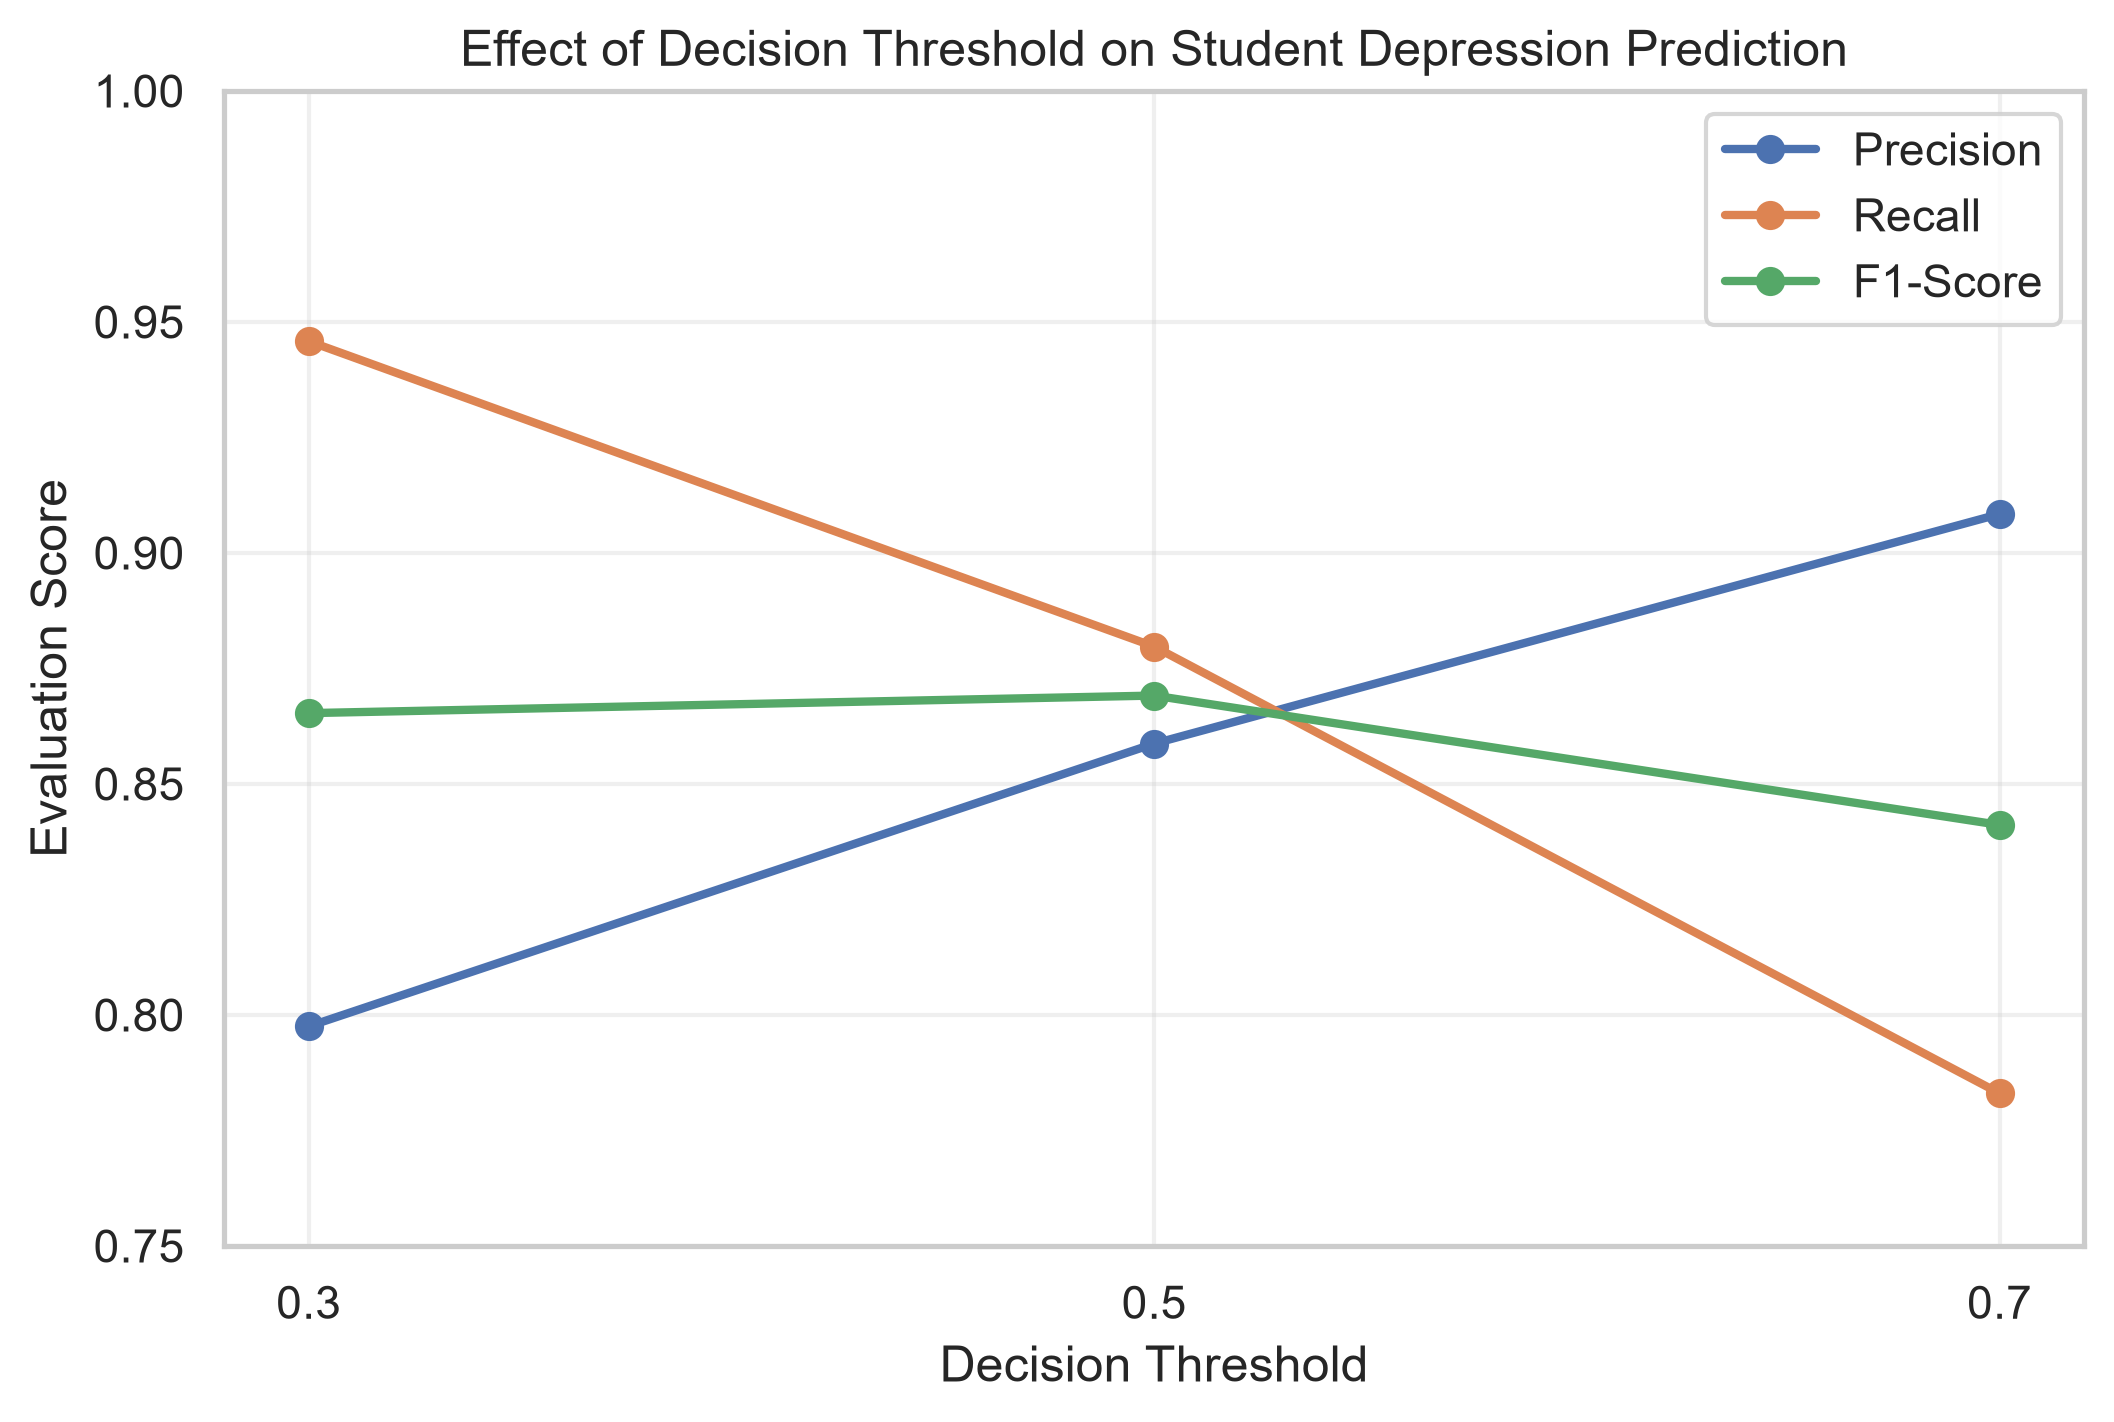 Effect of Decision Threshold on Student Depression Prediction
1.00
0.95
0.90
0.85
0.80
0.75
Evaluation Score
Precision
Recall
F1-Score
0.3 0.5 0.7
Decision Threshold